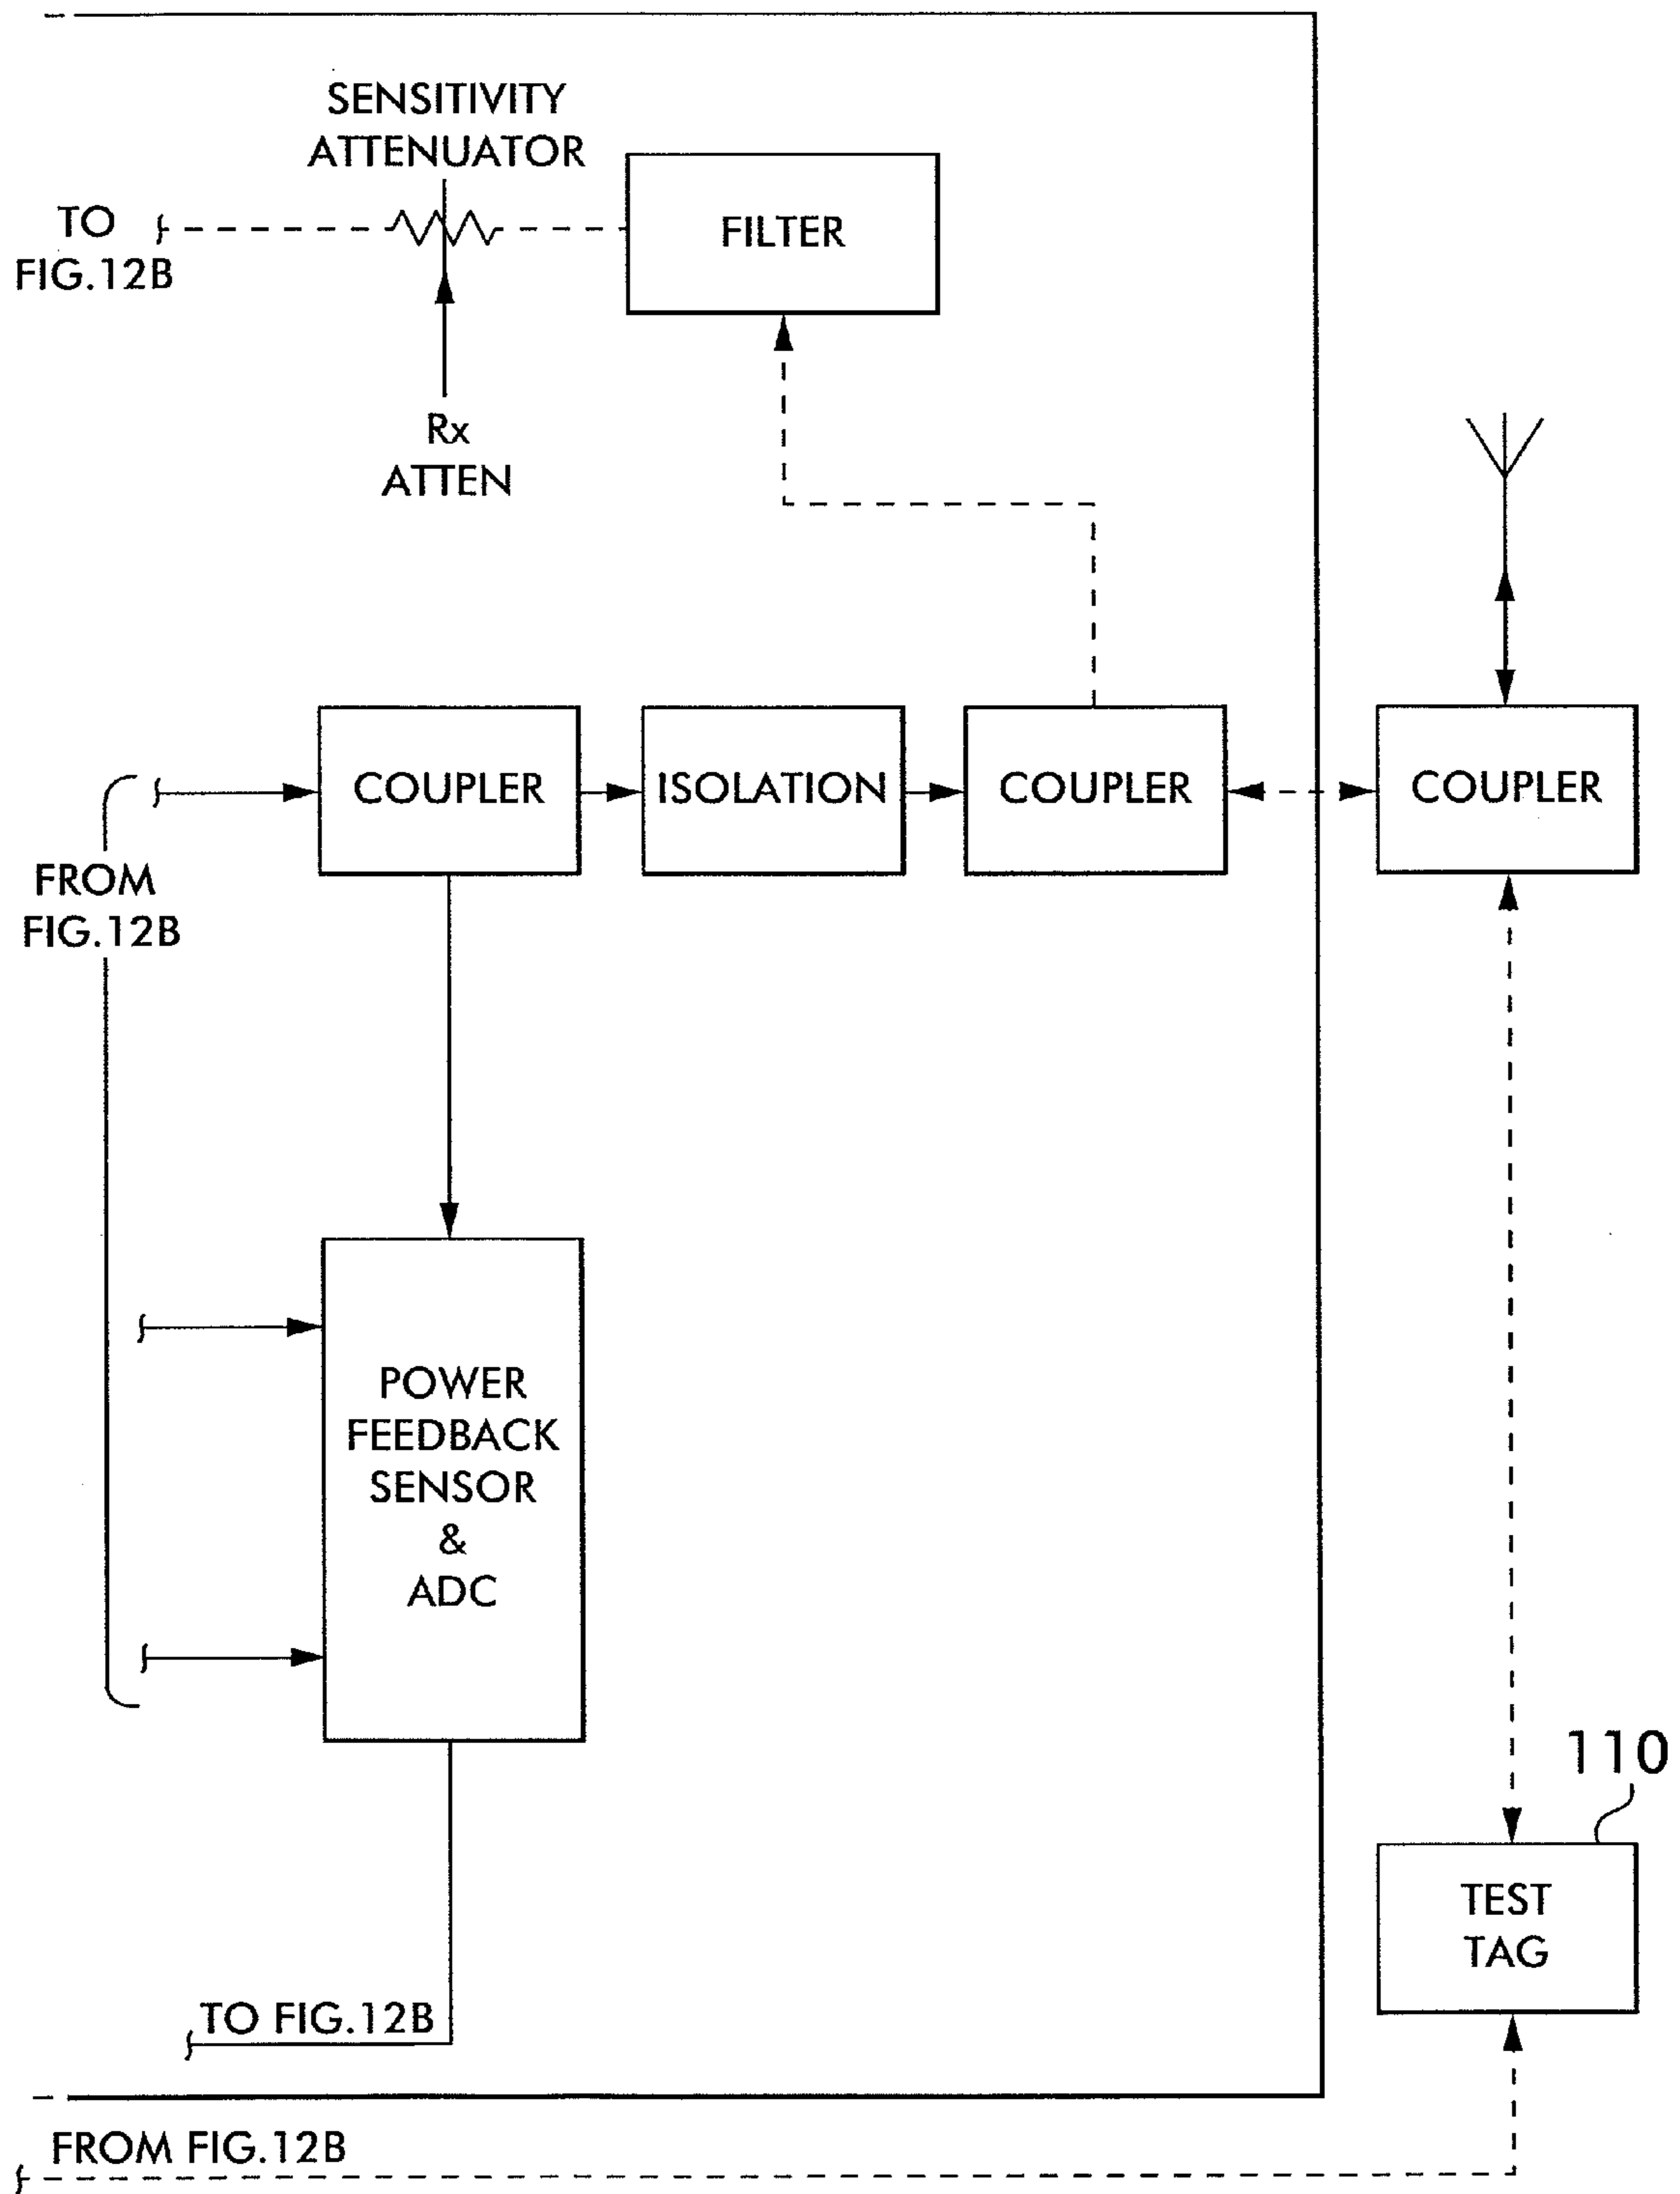 SENSITIVITY
ATTENUATOR
TO
FIG.12B
FILTER
Rx
ATTEN
COUPLER
ISOLATION
COUPLER
COUPLER
FROM
FIG.12B
POWER
FEEDBACK
SENSOR
&
ADC
110
TEST
TAG
TO FIG.12B
FROM FIG.12B